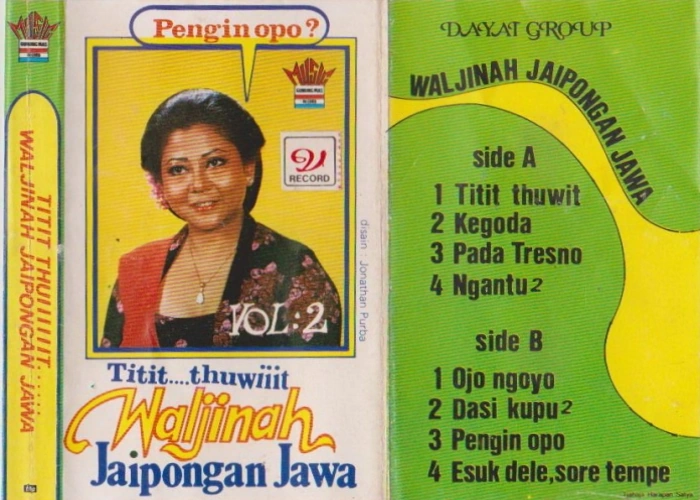 TITIT THUIIIIIIIT......
WALJINAH JAIPONGAN JAWA
Pengin opo?
MUSIC
RECORD
VOL:2
disain : Jonathan Purba
Titit....thuwiiit
Waljinah
Jaipongan Jawa
DAYAT GROUP
WALJINAH JAIPONGAN JAWA
side A
1 Titit thuwit
2 Kegoda
3 Pada Tresno
4 Ngantu2
side B
1 Ojo ngoyo
2 Dasi kupu2
3 Pengin opo
4 Esuk dele,sore tempe